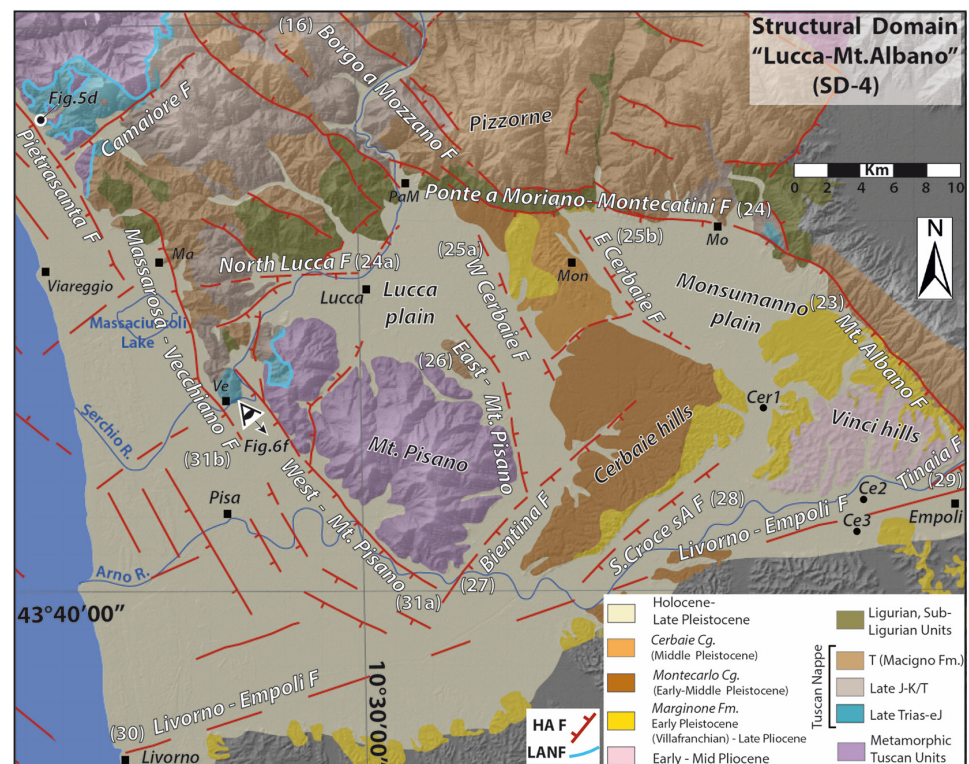 Structural Domain
“Lucca-Mt.Albano”
(SD-4)
(16)
Borgo a Mozzano F
Fig.5d
Camaiore F
Pizzorne
Km
0 2 4 6 8 10
Pietrasanta F
PaM
Ponte a Moriano- Montecatini F (24)
N
Massarosa - Vecchiano F
Ma
(25a)
W Cerbaie F
E Cerbaie F
(25b)
Mo
North Lucca F (24a)
Mon
Viareggio
Lucca
Lucca
plain
Monsumanno
plain
(23)
Mt. Albano F
Massaciuccoli
Lake
(26)
East - Mt. Pisano
Ve
Cer1
Serchio R.
Fig.6f
(31b)
Mt. Pisano
Cerbaie hills
Vinci hills
West - Mt. Pisano
Tinaia F
(29)
Pisa
Bientina F
S.Croce sA F (28)
Ce2
Livorno - Empoli F
Ce3
Empoli
Arno R.
(27)
(31a)
43°40'00”
10°30'00”
(30) Livorno - Empoli F
Livorno
HA F
LANF
Holocene-
Late Pleistocene
Cerbaie Cg.
(Middle Pleistocene)
Montecarlo Cg.
(Early-Middle Pleistocene)
Marginone Fm.
Early Pleistocene
(Villafranchian) - Late Pliocene
Early - Mid Pliocene
Ligurian, Sub-
Ligurian Units
Tuscan Nappe
T (Macigno Fm.)
Late J-K/T
Late Trias-eJ
Metamorphic
Tuscan Units